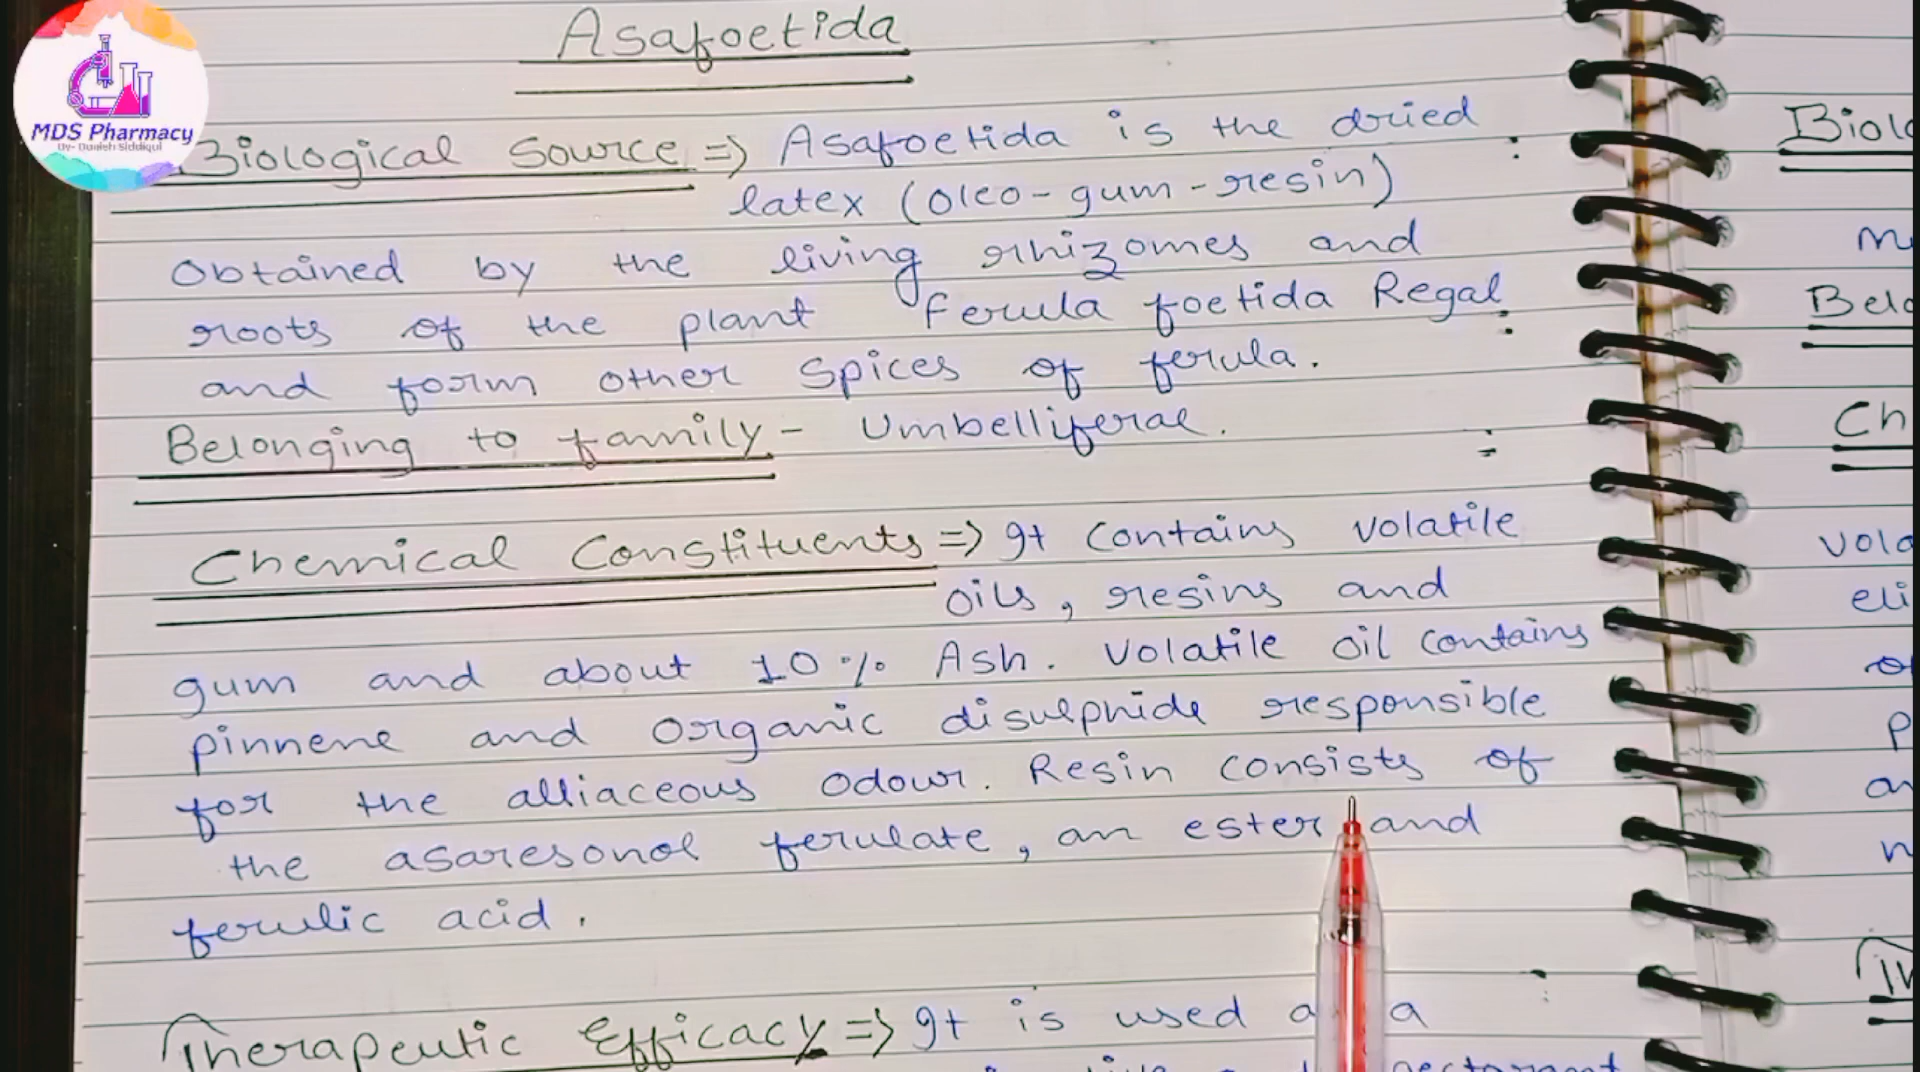 Asafoetida
MDS Pharmacy
By- Danish Siddiqui
Biological Source => Asafoetida is the dried
latex (Oleo-gum-resin)
Obtained by the living rhizomes and
roots of the plant Ferula foetida Regal
and form other Spices of ferula.
Belonging to family - Umbelliferae.
Chemical Constituents => It Contains volatile
oils, resins and
gum and about 10% Ash. Volatile oil contains
pinnene and organic disulphide responsible
for the alliaceous Odour. Resin consists of
the asaresonol ferulate, an ester and
ferulic acid.
Therapeutic Efficacy => It is used a a
Biolo
Belo
Ch
vola
eli